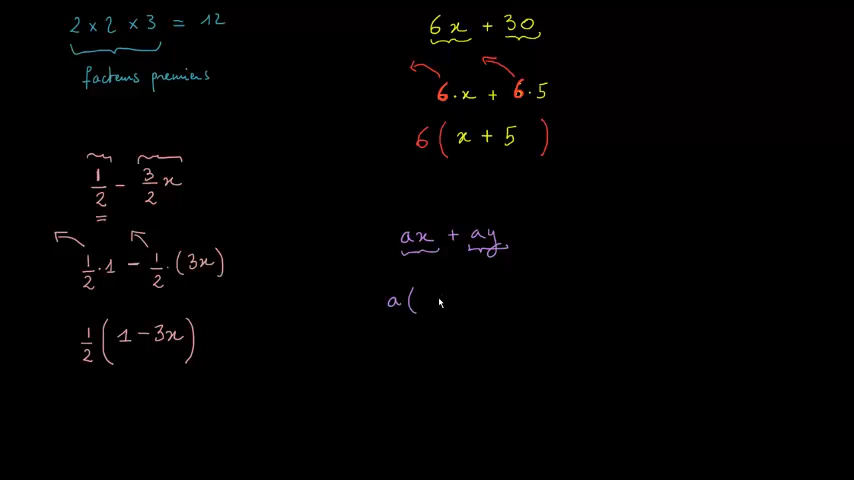 2 × 2 × 3 = 12
facteurs premiers
6x + 30
6·x + 6·5
6( x + 5 )
1/2 - 3/2 x
1/2·1 - 1/2·(3x)
1/2( 1 - 3x )
ax + ay
a(